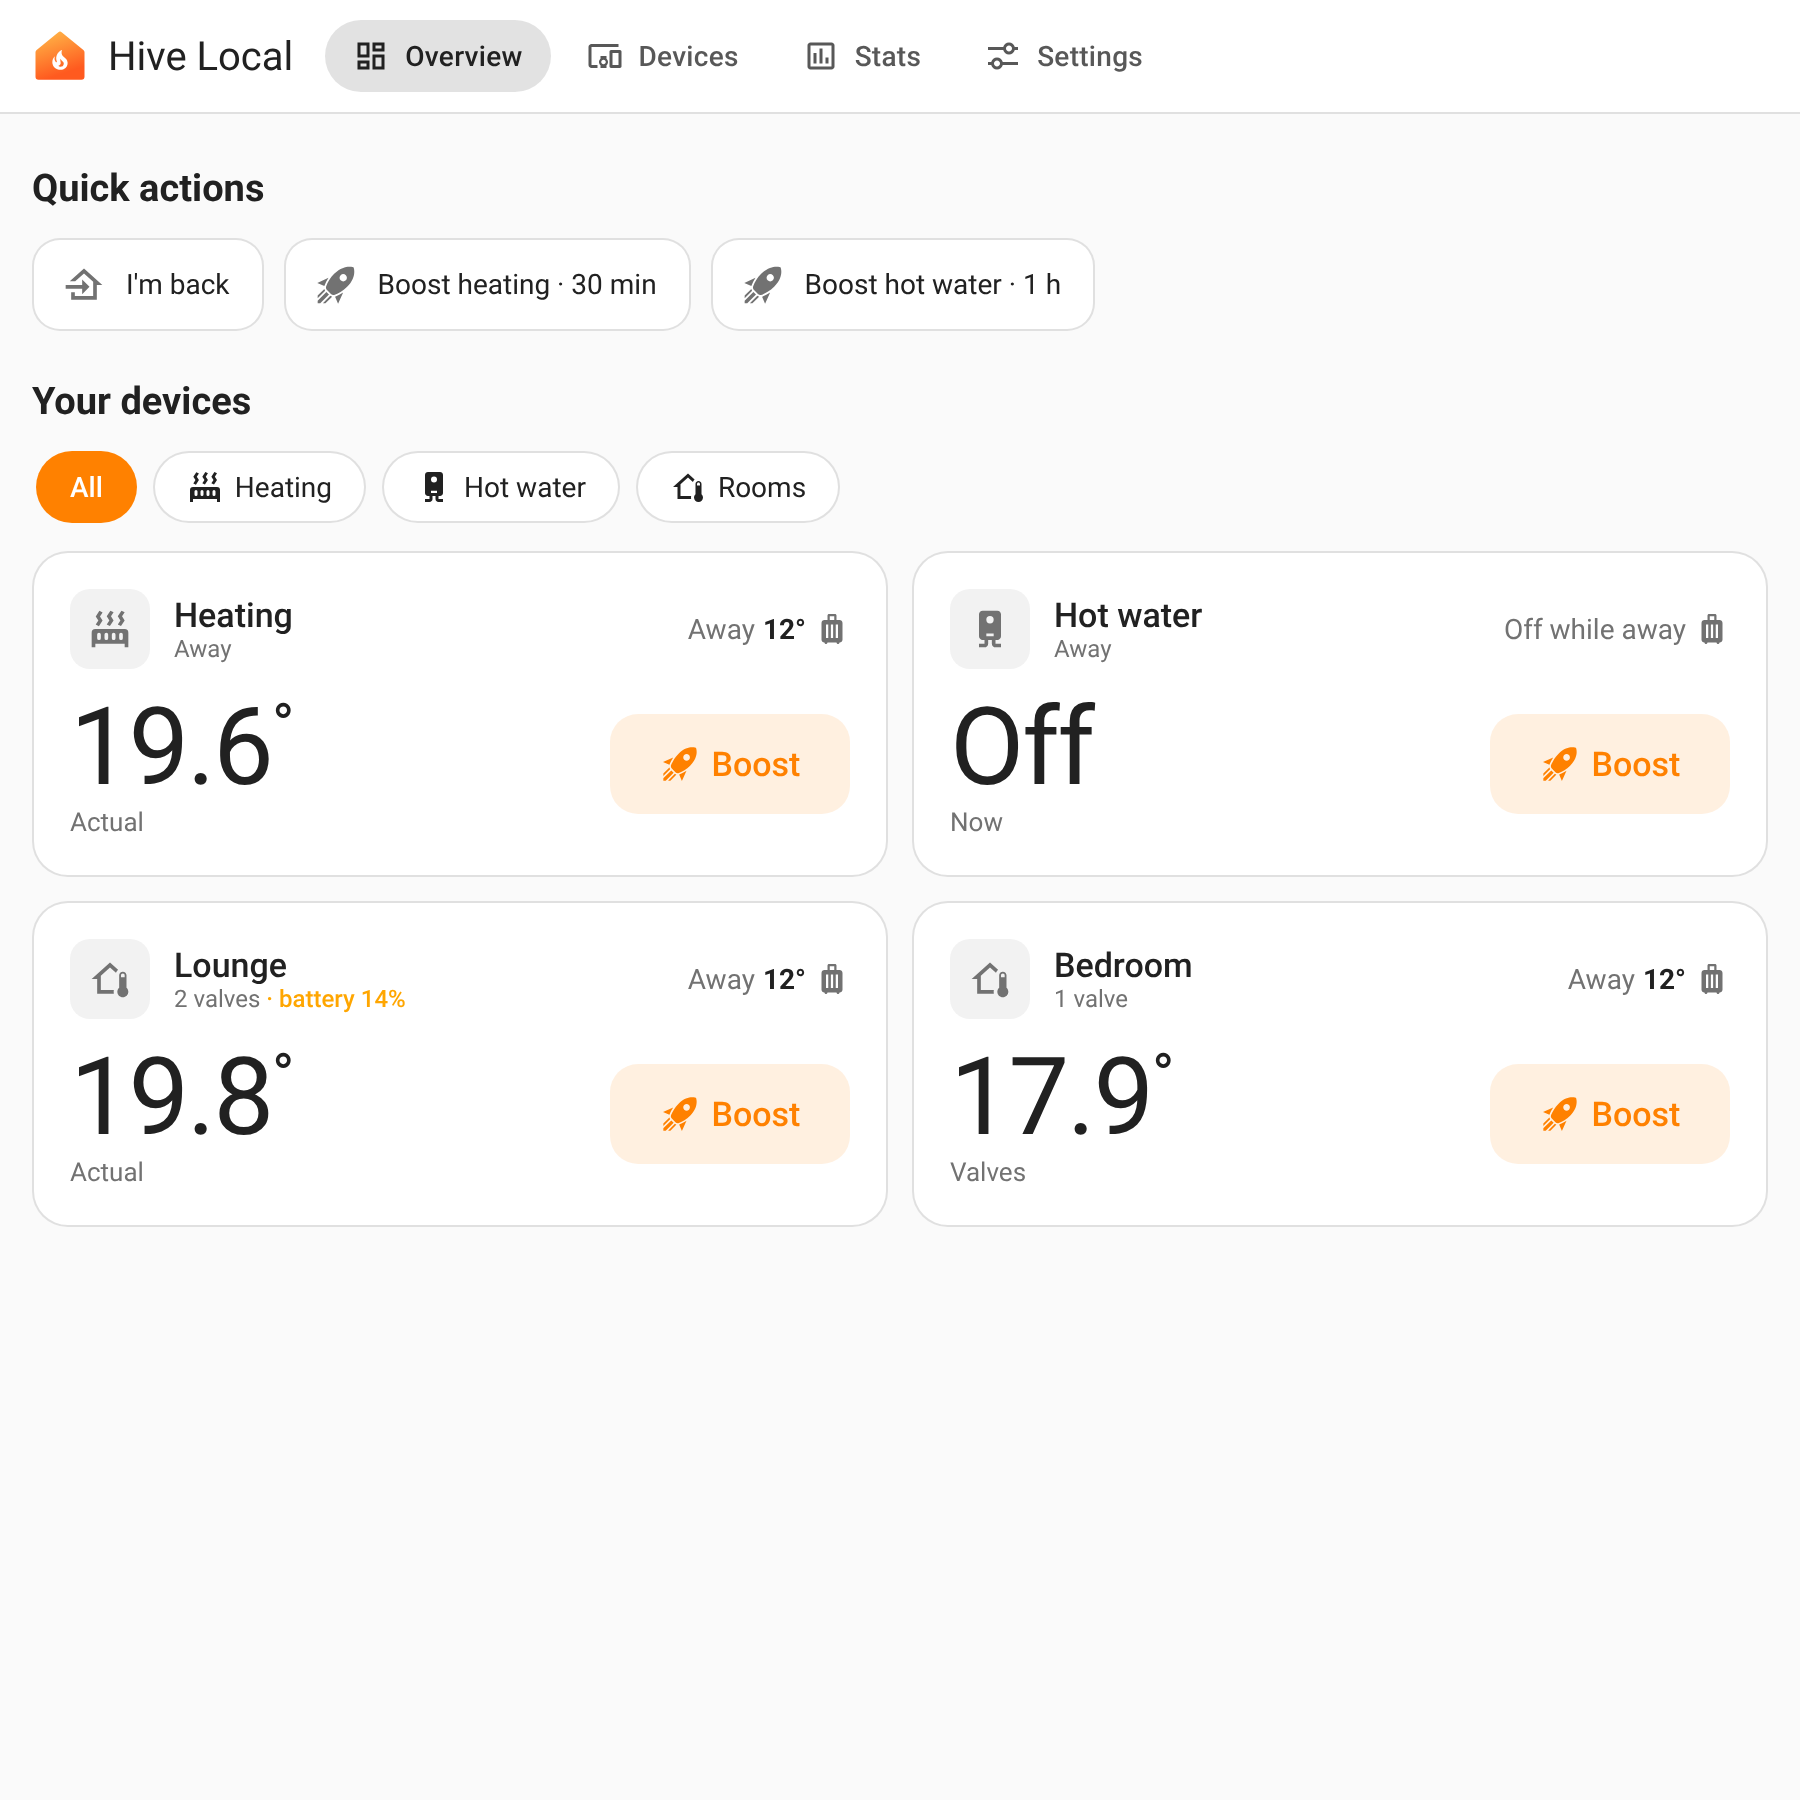 Hive Local
Overview
Devices
Stats
Settings
Quick actions
I'm back
Boost heating · 30 min
Boost hot water · 1 h
Your devices
All
Heating
Hot water
Rooms
Heating
Away
Away 12°
19.6°
Actual
Boost
Hot water
Away
Off while away
Off
Now
Boost
Lounge
2 valves · battery 14%
Away 12°
19.8°
Actual
Boost
Bedroom
1 valve
Away 12°
17.9°
Valves
Boost